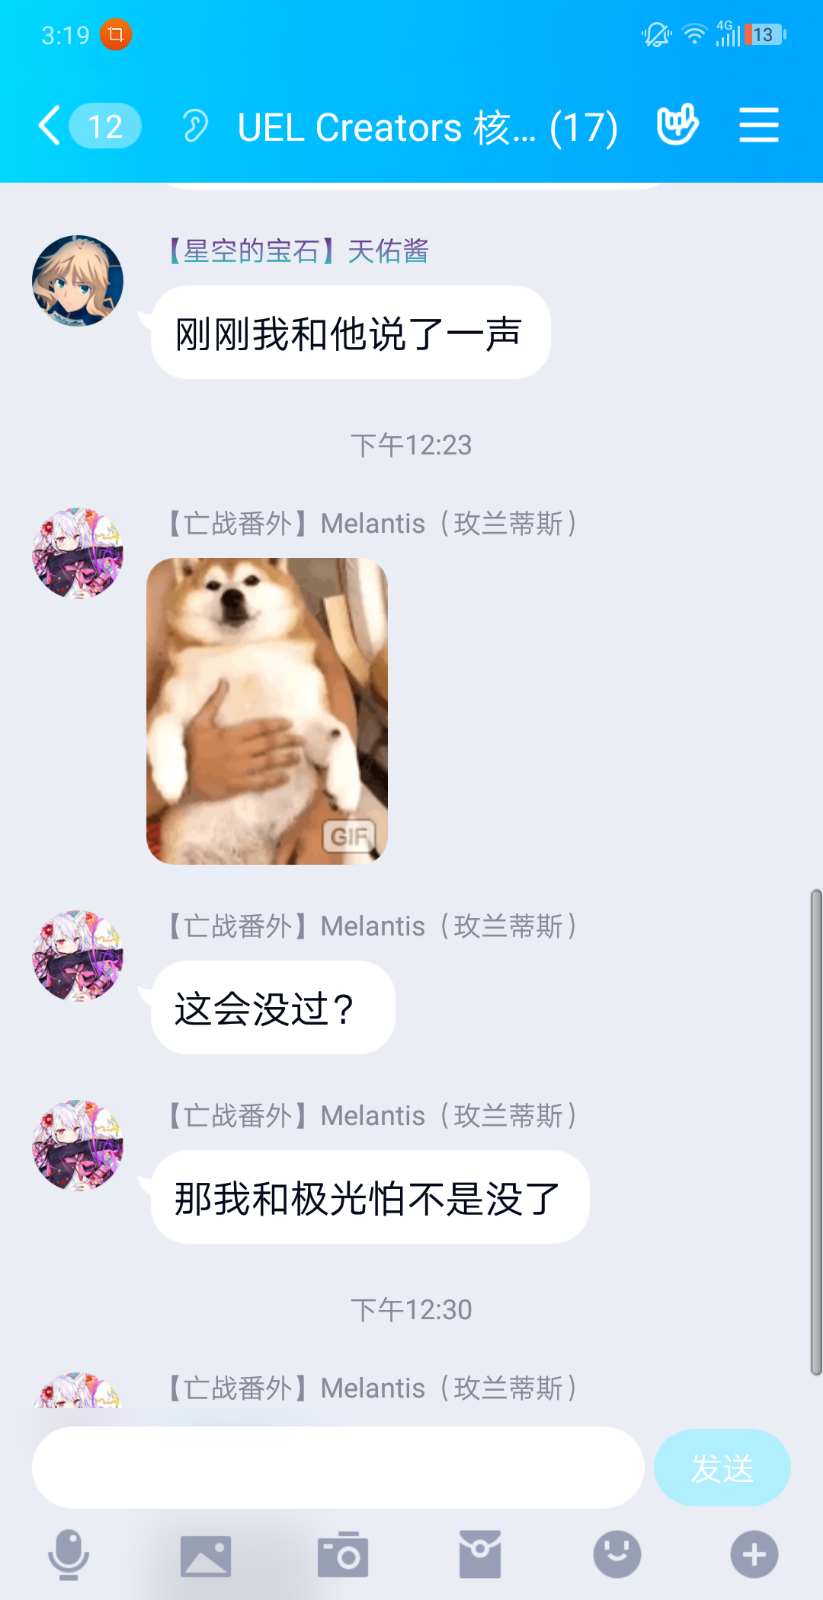 3:19
4G
13
12
UEL Creators 核... (17)
【星空的宝石】天佑酱
刚刚我和他说了一声
下午12:23
【亡战番外】Melantis（玫兰蒂斯）
GIF
【亡战番外】Melantis（玫兰蒂斯）
这会没过?
【亡战番外】Melantis（玫兰蒂斯）
那我和极光怕不是没了
下午12:30
【亡战番外】Melantis（玫兰蒂斯）
发送